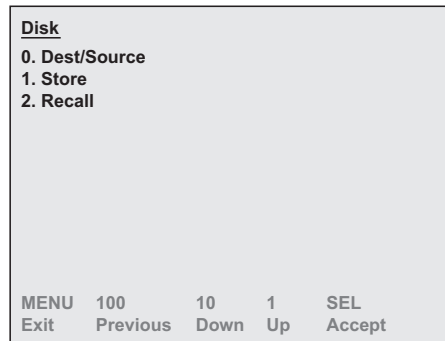 Disk
0. Dest/Source
1. Store
2. Recall
MENU 100 10 1 SEL
Exit Previous Down Up Accept